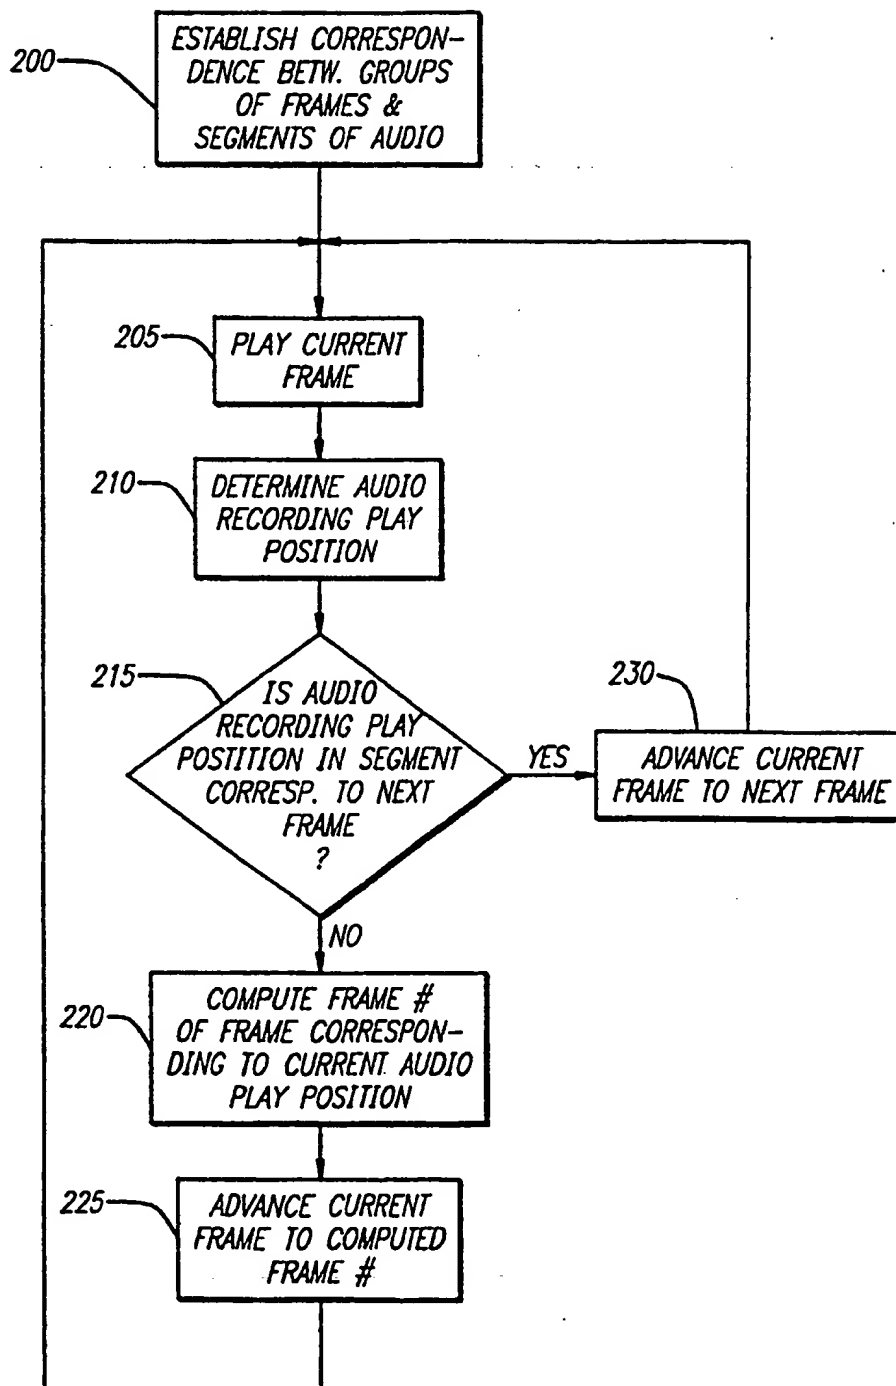 200
ESTABLISH CORRESPON-
DENCE BETW. GROUPS
OF FRAMES &
SEGMENTS OF AUDIO
205
PLAY CURRENT
FRAME
210
DETERMINE AUDIO
RECORDING PLAY
POSITION
215
IS AUDIO
RECORDING PLAY
POSTITION IN SEGMENT
CORRESP. TO NEXT
FRAME
?
YES
230
ADVANCE CURRENT
FRAME TO NEXT FRAME
NO
220
COMPUTE FRAME #
OF FRAME CORRESPON-
DING TO CURRENT AUDIO
PLAY POSITION
225
ADVANCE CURRENT
FRAME TO COMPUTED
FRAME #